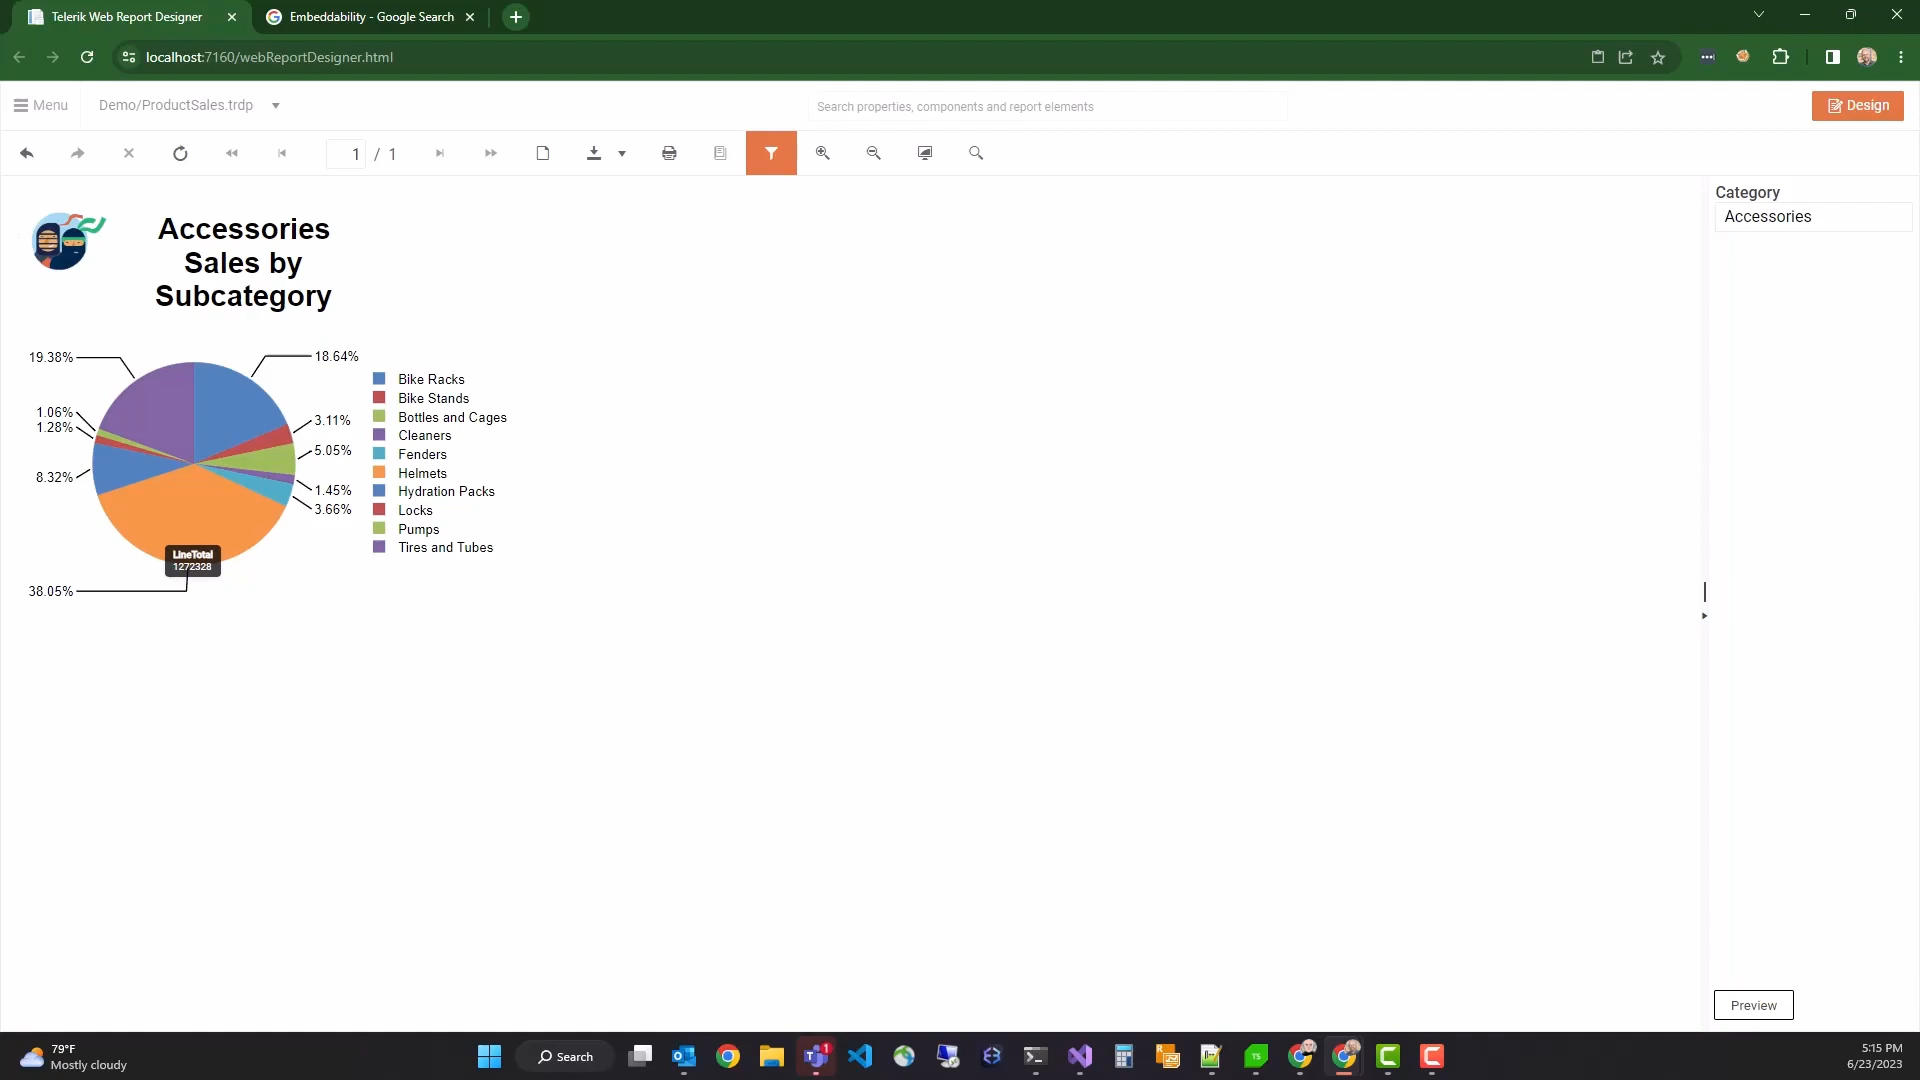 Telerik Web Report Designer
Embeddability - Google Search
localhost:7160/webReportDesigner.html
Menu
Demo/ProductSales.trdp
Search properties, components and report elements
Design
1 / 1
Category
Accessories
Accessories
Sales by
Subcategory
19.38%
18.64%
1.06%
3.11%
1.28%
5.05%
8.32%
1.45%
3.66%
38.05%
LineTotal
1272328
Bike Racks
Bike Stands
Bottles and Cages
Cleaners
Fenders
Helmets
Hydration Packs
Locks
Pumps
Tires and Tubes
Preview
79°F
Mostly cloudy
Search
1
TS
5:15 PM
6/23/2023